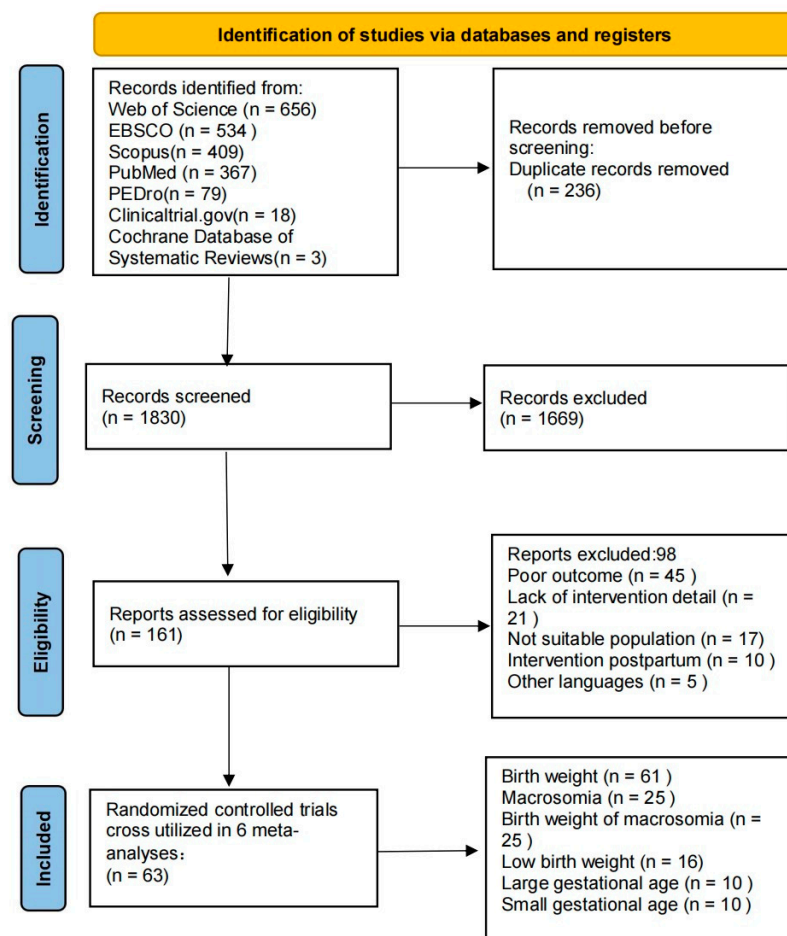 Identification of studies via databases and registers
Identification
Records identified from:
Web of Science (n = 656)
EBSCO (n = 534 )
Scopus(n = 409)
PubMed (n = 367)
PEDro(n = 79)
Clinicaltrial.gov(n = 18)
Cochrane Database of
Systematic Reviews(n = 3)
Records removed before
screening:
Duplicate records removed
(n = 236)
Screening
Records screened
(n = 1830)
Records excluded
(n = 1669)
Eligibility
Reports assessed for eligibility
(n = 161)
Reports excluded:98
Poor outcome (n = 45 )
Lack of intervention detail (n =
21 )
Not suitable population (n = 17)
Intervention postpartum (n = 10 )
Other languages (n = 5 )
Included
Randomized controlled trials
cross utilized in 6 meta-
analyses：
(n = 63)
Birth weight (n = 61)
Macrosomia (n = 25)
Birth weight of macrosomia (n =
25 )
Low birth weight (n = 16)
Large gestational age (n = 10 )
Small gestational age (n = 10 )